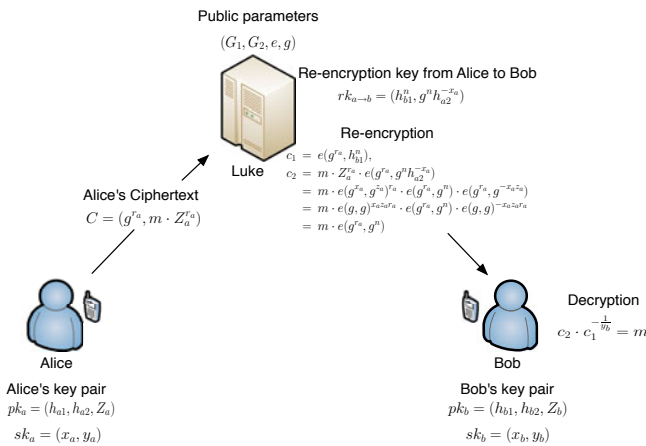 Public parameters
(G_1, G_2, e, g)
Re-encryption key from Alice to Bob
rk_{a→b} = (h_{b1}^n, g^n h_{a2}^{-x_a})
Re-encryption
c_1 = e(g^{r_a}, h_{b1}^n),
c_2 = m · Z_a^{r_a} · e(g^{r_a}, g^n h_{a2}^{-x_a})
= m · e(g^{x_a}, g^{z_a})^{r_a} · e(g^{r_a}, g^n) · e(g^{r_a}, g^{-x_a z_a})
= m · e(g, g)^{x_a z_a r_a} · e(g^{r_a}, g^n) · e(g, g)^{-x_a z_a r_a}
= m · e(g^{r_a}, g^n)
Luke
Alice's Ciphertext
C = (g^{r_a}, m · Z_a^{r_a})
Alice
Alice's key pair
pk_a = (h_{a1}, h_{a2}, Z_a)
sk_a = (x_a, y_a)
Decryption
c_2 · c_1^{-\frac{1}{y_b}} = m
Bob
Bob's key pair
pk_b = (h_{b1}, h_{b2}, Z_b)
sk_b = (x_b, y_b)